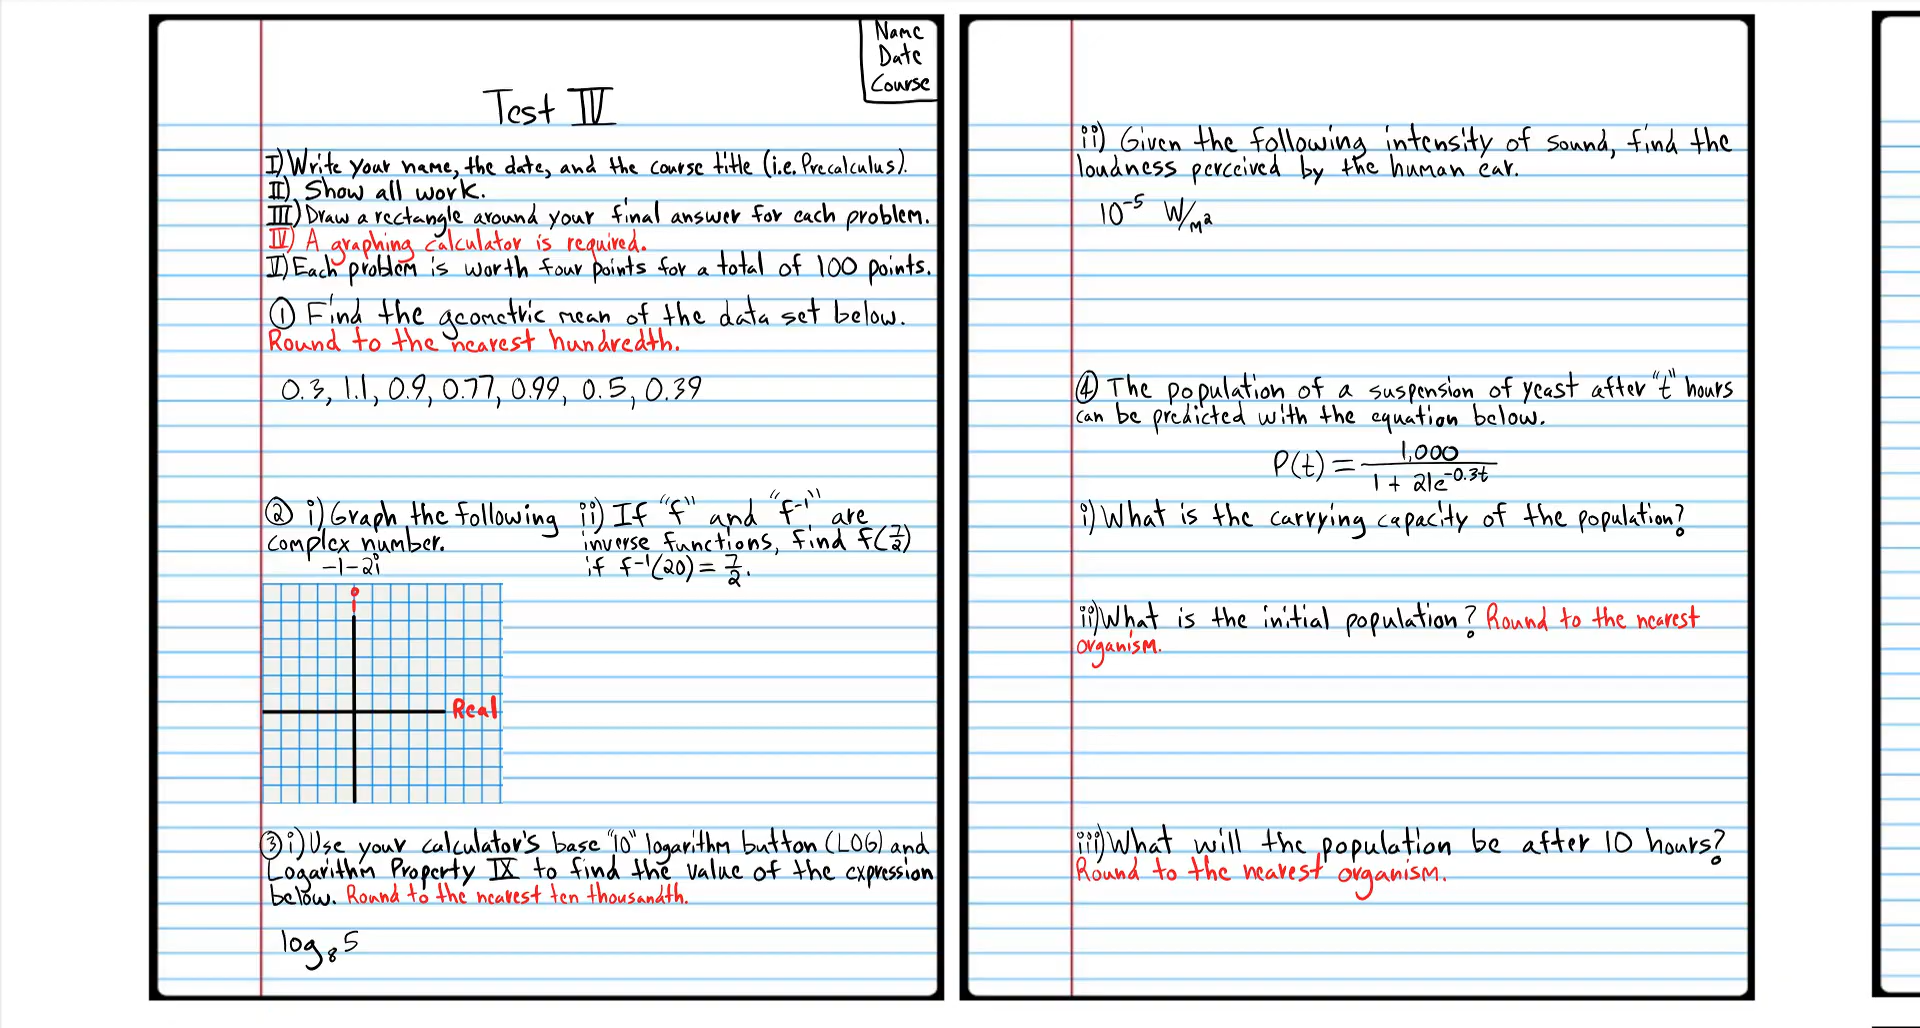 Name
Date
Course
Test IV
I) Write your name, the date, and the course title (i.e. Precalculus).
II) Show all work.
III) Draw a rectangle around your final answer for each problem.
IV) A graphing calculator is required.
V) Each problem is worth four points for a total of 100 points.
① Find the geometric mean of the data set below.
Round to the nearest hundredth.
0.3, 1.1, 0.9, 0.77, 0.99, 0.5, 0.39
② i) Graph the following
complex number.
-1-2i
ii) If "f" and "f⁻¹" are
inverse functions, find f(7/2)
if f⁻¹(20) = 7/2.
i
Real
③ i) Use your calculator's base "10" logarithm button (LOG) and
Logarithm Property IX to find the value of the expression
below. Round to the nearest ten thousandth.
log₈5
ii) Given the following intensity of sound, find the
loudness perceived by the human ear.
10⁻⁵ W/m²
④ The population of a suspension of yeast after "t" hours
can be predicted with the equation below.
P(t) = 1,000 / 1 + 21e^-0.3t
i) What is the carrying capacity of the population?
ii) What is the initial population? Round to the nearest
organism.
iii) What will the population be after 10 hours?
Round to the nearest organism.